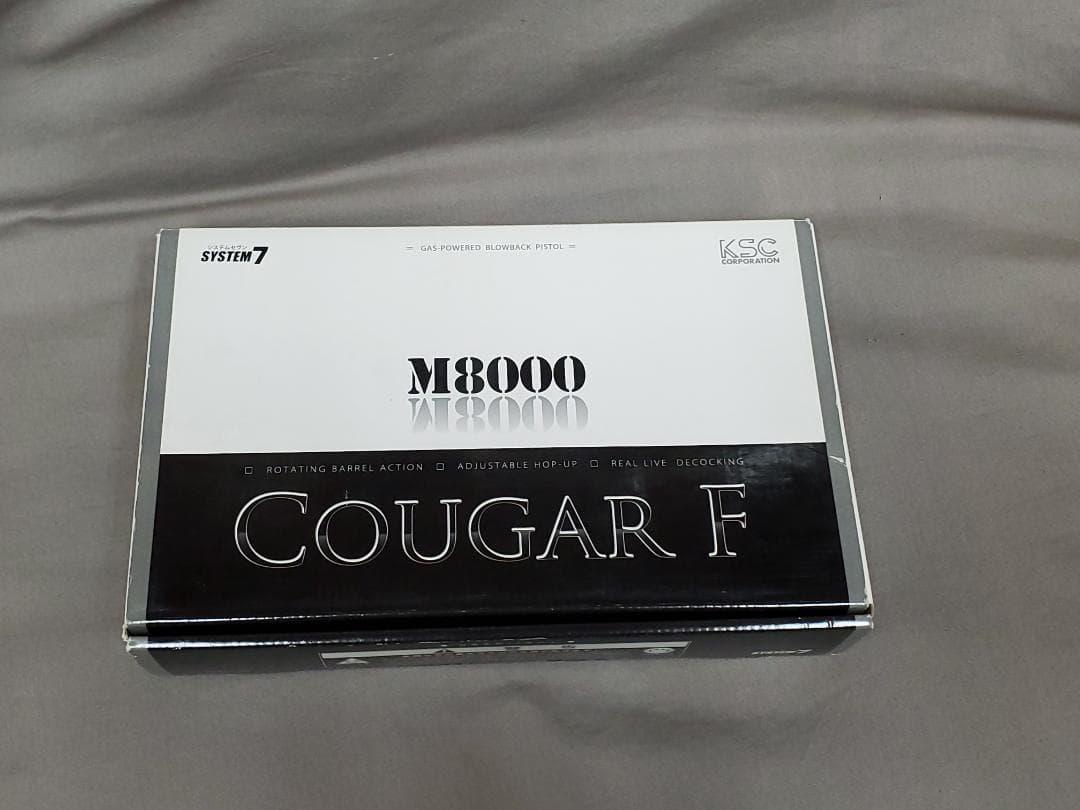 システムセヴン
SYSTEM7
= GAS-POWERED BLOWBACK PISTOL =
KSC
CORPORATION
M8000
□ ROTATING BARREL ACTION □ ADJUSTABLE HOP-UP □ REAL LIVE DECOCKING
COUGAR F
SYSTEM7